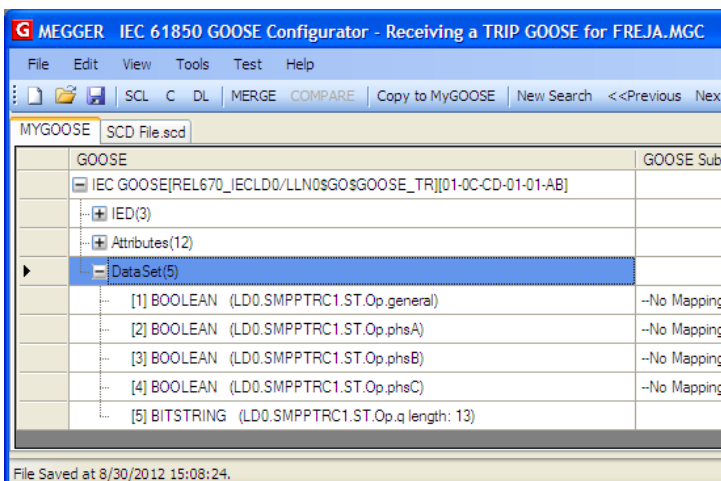 G MEGGER IEC 61850 GOOSE Configurator - Receiving a TRIP GOOSE for FREJA.MGC
File Edit View Tools Test Help
SCL C DL MERGE COMPARE Copy to MyGOOSE New Search <<Previous Nex
MYGOOSE SCD File.scd
GOOSE GOOSE Sub
IEC GOOSE[REL670_IECLD0/LLN0$GO$GOOSE_TR][01-0C-CD-01-01-AB]
IED(3)
Attributes(12)
DataSet(5)
[1] BOOLEAN (LD0.SMPPTRC1.ST.Op.general) --No Mapping
[2] BOOLEAN (LD0.SMPPTRC1.ST.Op.phsA) --No Mapping
[3] BOOLEAN (LD0.SMPPTRC1.ST.Op.phsB) --No Mapping
[4] BOOLEAN (LD0.SMPPTRC1.ST.Op.phsC) --No Mapping
[5] BITSTRING (LD0.SMPPTRC1.ST.Op.q length: 13)
File Saved at 8/30/2012 15:08:24.